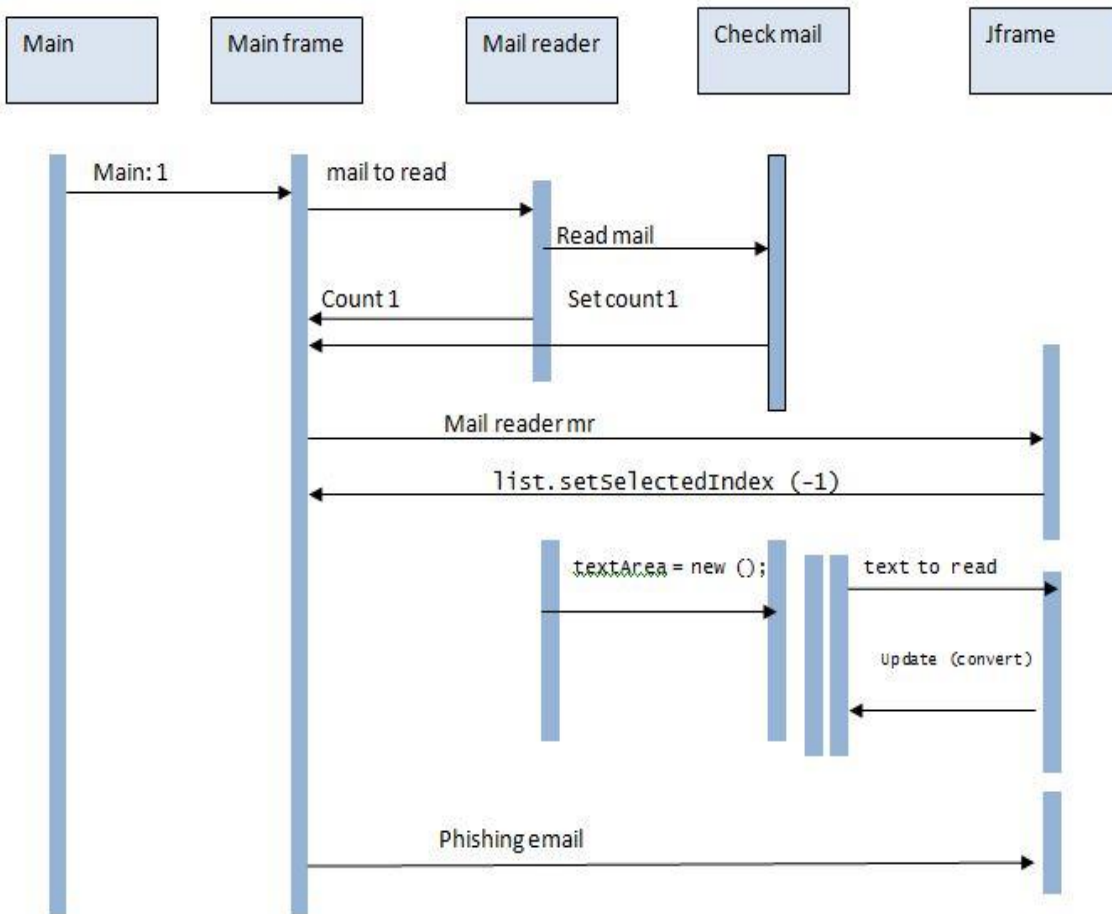 Main
Main frame
Mail reader
Check mail
Jframe
Main: 1
mail to read
Read mail
Count 1
Set count 1
Mail reader mr
list.setSelectedIndex (-1)
textArea = new ();
text to read
Update (convert)
Phishing email